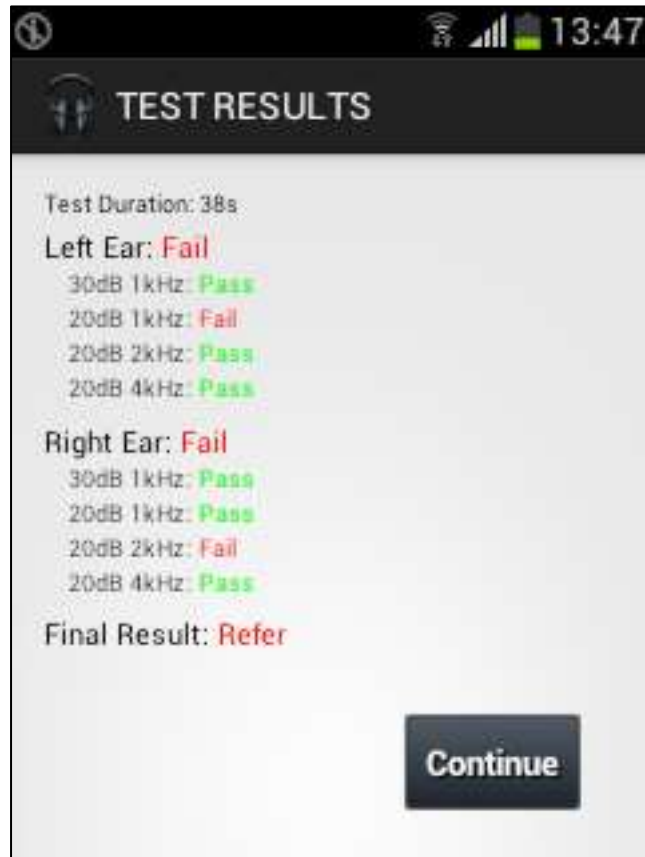 13:47
TEST RESULTS
Test Duration: 38s
Left Ear: Fail
30dB 1kHz: Pass
20dB 1kHz: Fail
20dB 2kHz: Pass
20dB 4kHz: Pass
Right Ear: Fail
30dB 1kHz: Pass
20dB 1kHz: Pass
20dB 2kHz: Fail
20dB 4kHz: Pass
Final Result: Refer
Continue